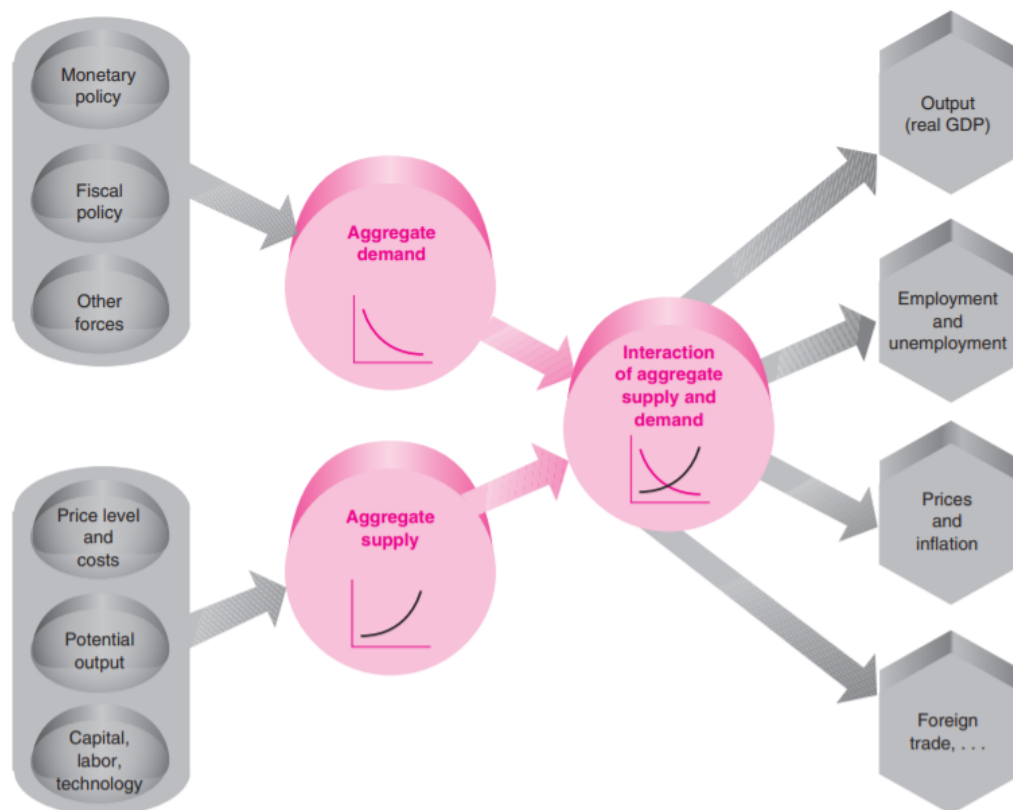 Monetary
policy
Fiscal
policy
Other
forces
Aggregate
demand
Price level
and
costs
Potential
output
Capital,
labor,
technology
Aggregate
supply
Interaction
of aggregate
supply and
demand
Output
(real GDP)
Employment
and
unemployment
Prices
and
inflation
Foreign
trade, . . .